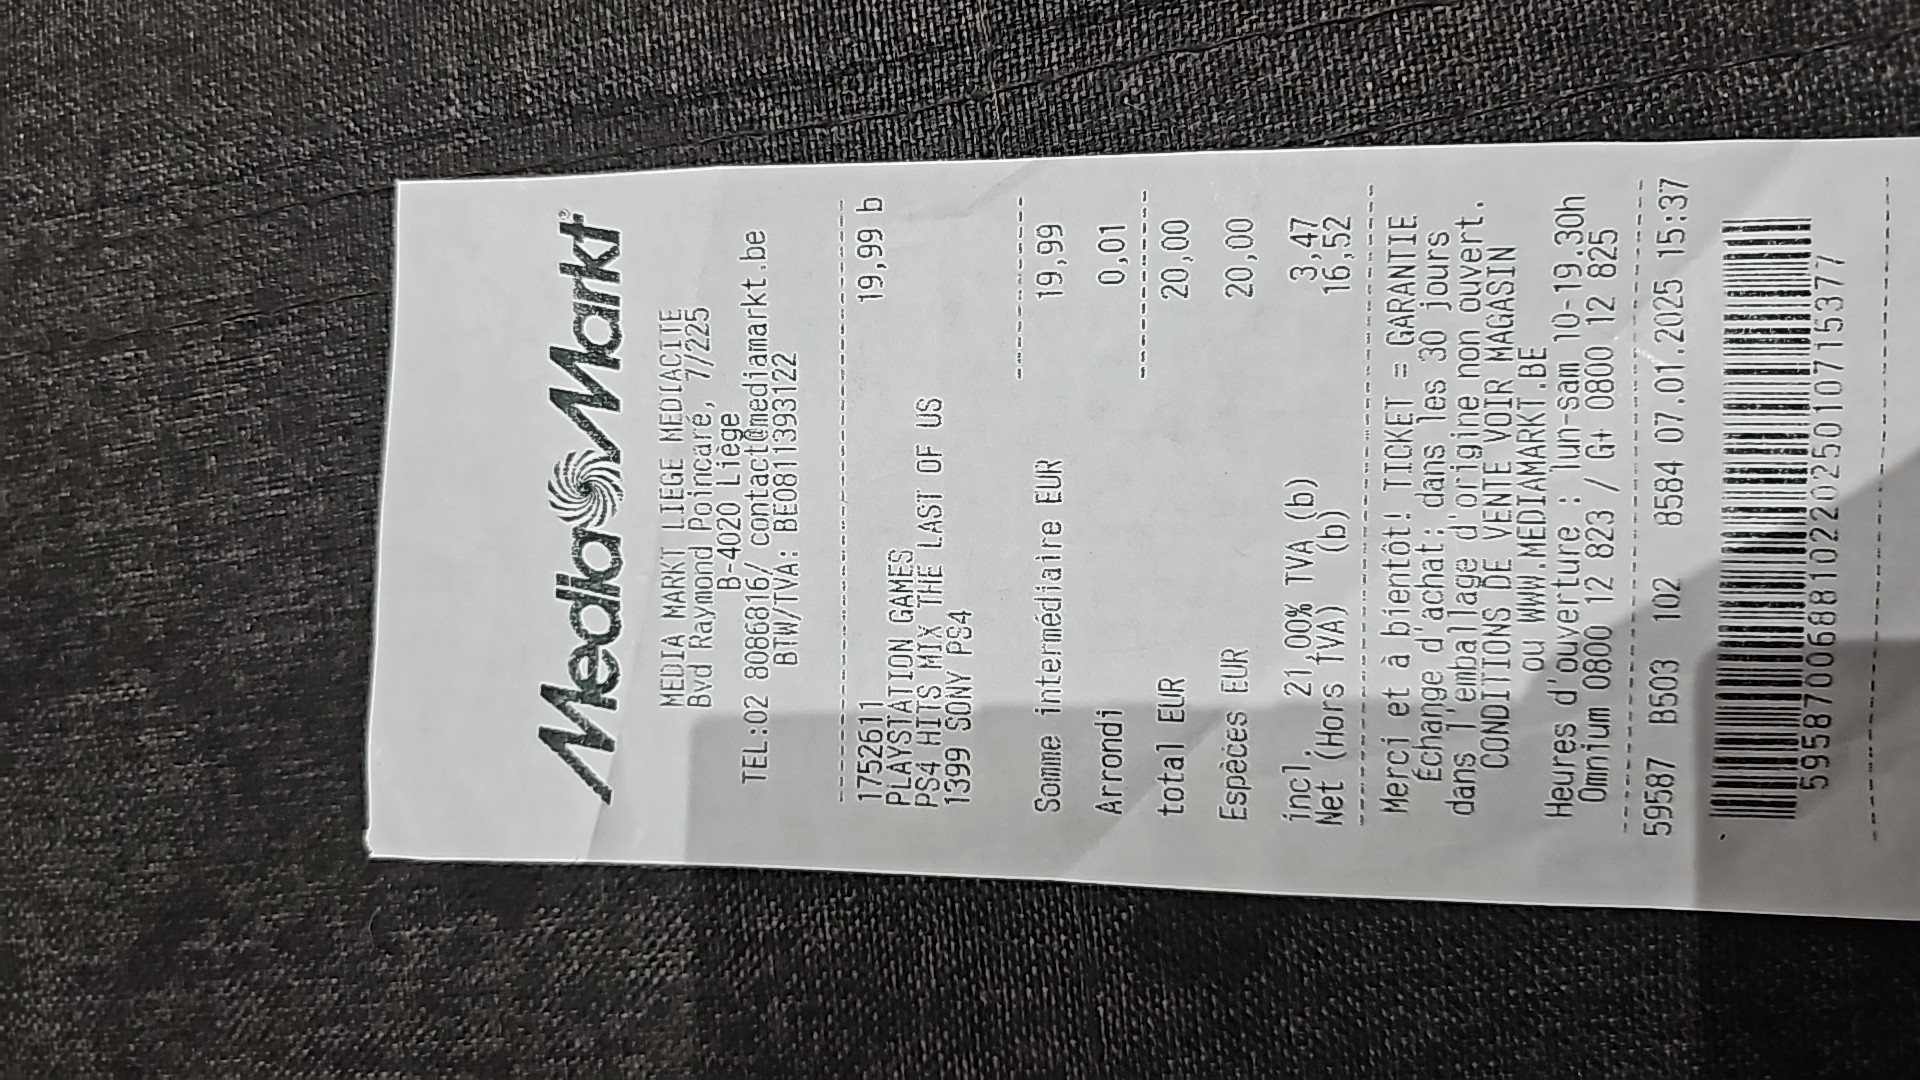 MediaMarkt®
MEDIA MARKT LIEGE MEDIACITE
Bvd Raymond Poincaré, 7/225
B-4020 Liège
TEL:02 8086816/ contact@mediamarkt.be
BTW/TVA: BE0811393122
1752611
PLAYSTATION GAMES 19,99 b
PS4 HITS MIX THE LAST OF US
1399 SONY PS4
Somme intermédiaire EUR 19,99
Arrondi 0,01
total EUR 20,00
Espèces EUR 20,00
incl. 21,00% TVA (b) 3,47
Net (Hors TVA) (b) 16,52
Merci et à bientôt! TICKET = GARANTIE
Échange d'achat: dans les 30 jours
dans l'emballage d'origine non ouvert.
CONDITIONS DE VENTE VOIR MAGASIN
ou WWW.MEDIAMARKT.BE
Heures d'ouverture : lun-sam 10-19.30h
Omnium 0800 12 823 / G+ 0800 12 825
59587 B503 102 8584 07.01.2025 15:37
5958700688102202501071537​7